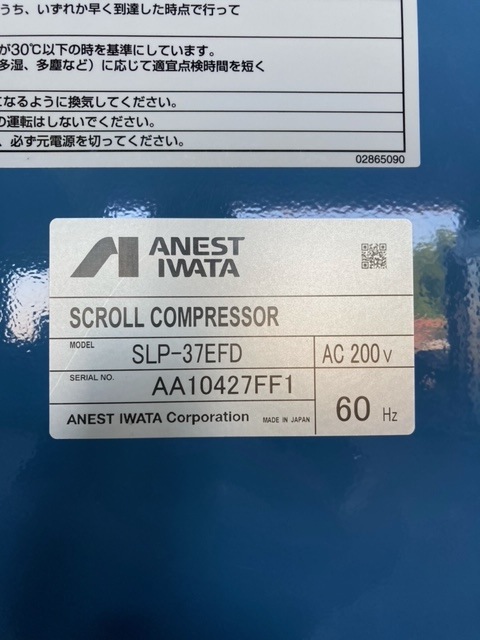 うち、いずれか早く到達した時点で行って
が30℃以下の時を基準にしています。
多湿、多塵など）に応じて適宜点検時間を短く
になるように換気してください。
の運転はしないでください。
、必ず元電源を切ってください。
02865090
ANEST
IWATA
SCROLL COMPRESSOR
MODEL SLP-37EFD AC 200 V
SERIAL NO. AA10427FF1
60 Hz
ANEST IWATA Corporation MADE IN JAPAN